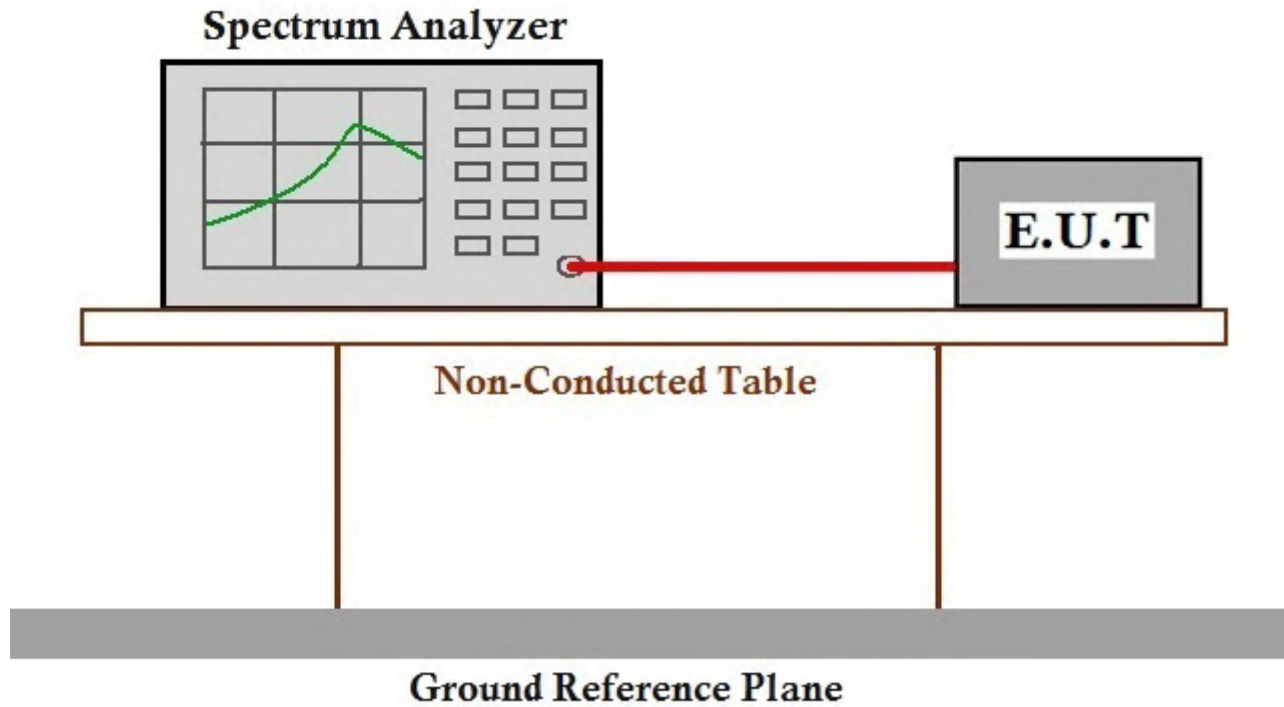 Spectrum Analyzer
E.U.T
Non-Conducted Table
Ground Reference Plane